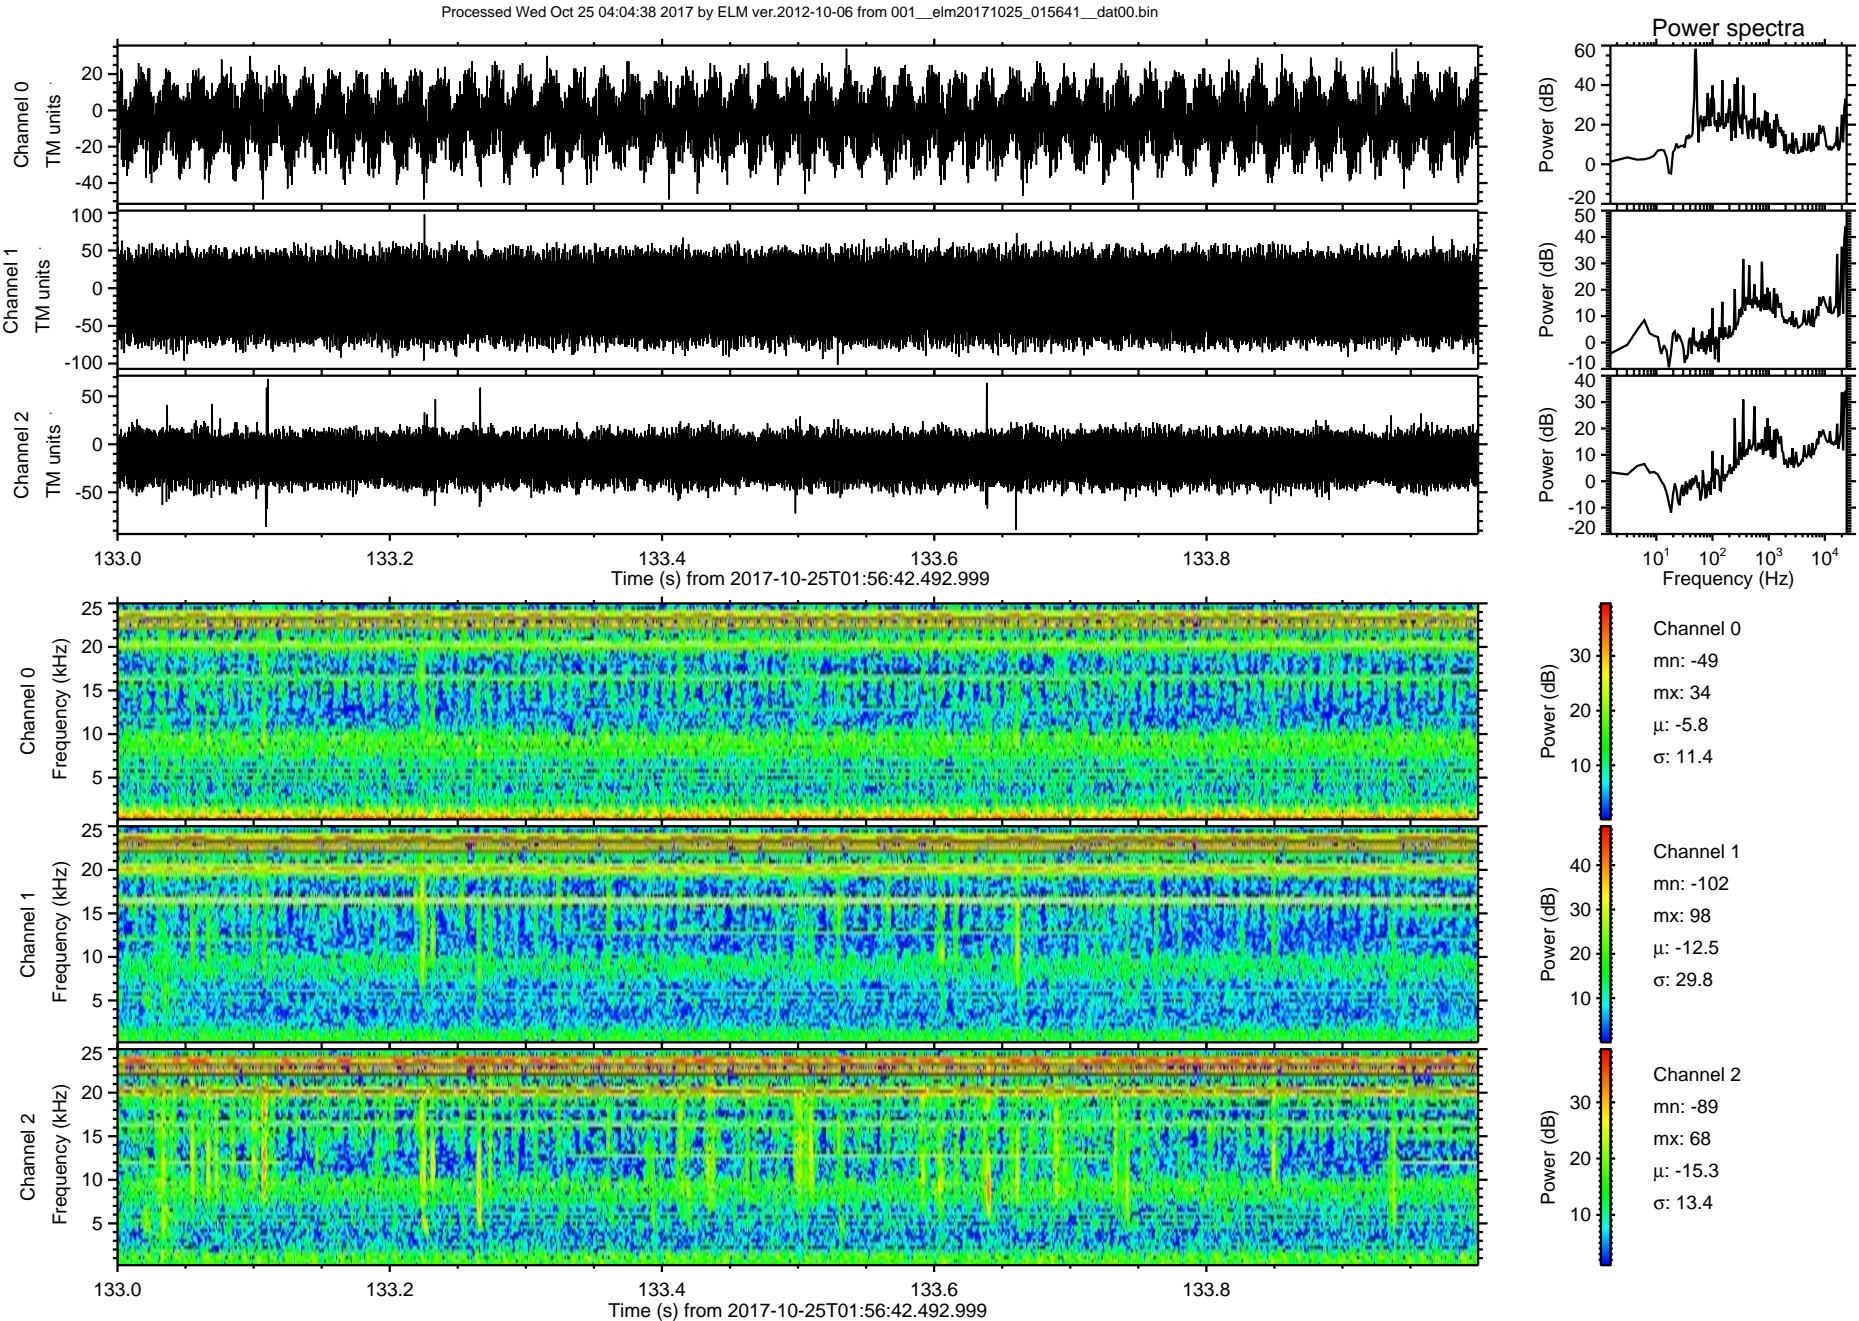 Processed Wed Oct 25 04:04:38 2017 by ELM ver.2012-10-06 from 001__elm20171025_015641__dat00.bin
Power spectra
Channel 0
TM units
20
0
-20
-40
Power (dB)
60
40
20
0
-20
Channel 1
TM units
100
50
0
-50
-100
Power (dB)
50
40
30
20
10
0
-10
Channel 2
TM units
50
0
-50
Power (dB)
40
30
20
10
0
-10
-20
133.0 133.2 133.4 133.6 133.8
Time (s) from 2017-10-25T01:56:42.492.999
10^1 10^2 10^3 10^4
Frequency (Hz)
Channel 0
Frequency (kHz)
25
20
15
10
5
Power (dB)
30
20
10
Channel 0
mn: -49
mx: 34
μ: -5.8
σ: 11.4
Channel 1
Frequency (kHz)
25
20
15
10
5
Power (dB)
40
30
20
10
Channel 1
mn: -102
mx: 98
μ: -12.5
σ: 29.8
Channel 2
Frequency (kHz)
25
20
15
10
5
Power (dB)
30
20
10
Channel 2
mn: -89
mx: 68
μ: -15.3
σ: 13.4
133.0 133.2 133.4 133.6 133.8
Time (s) from 2017-10-25T01:56:42.492.999